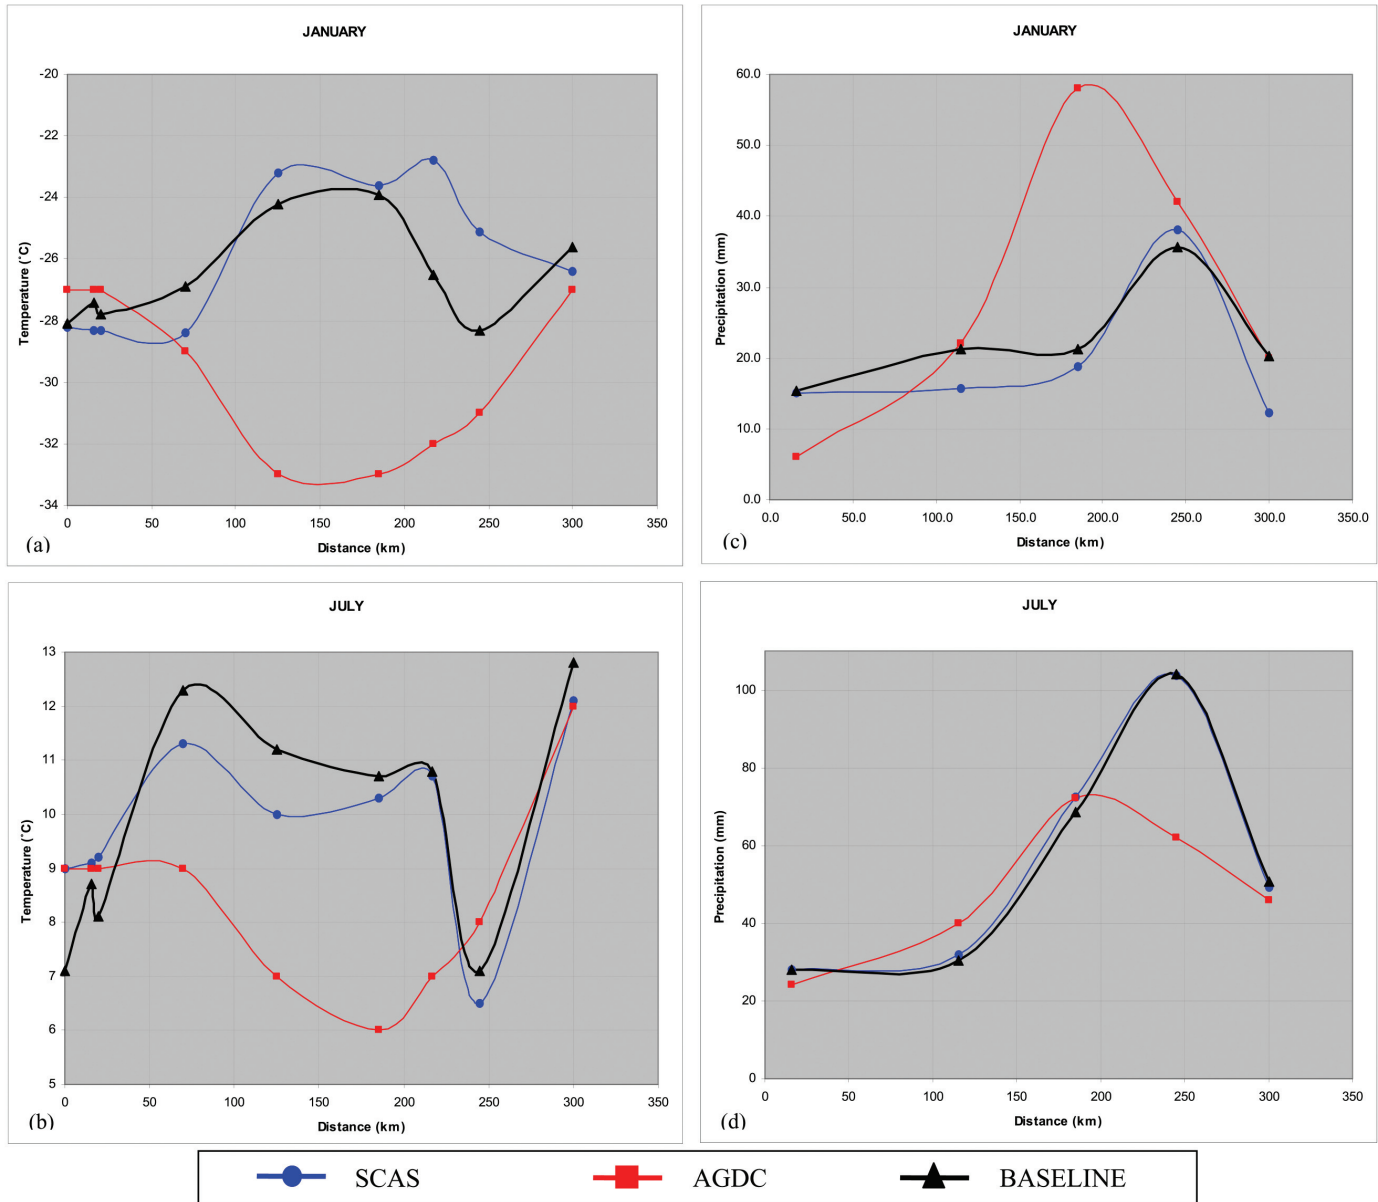 JANUARY
-20
-22
-24
-26
-28
-30
-32
-34
Temperature (˚C)
0 50 100 150 200 250 300 350
Distance (km)
(a)
JANUARY
60.0
50.0
40.0
30.0
20.0
10.0
0.0
Precipitation (mm)
0.0 50.0 100.0 150.0 200.0 250.0 300.0 350.0
Distance (km)
(c)
JULY
13
12
11
10
9
8
7
6
5
Temperature (˚C)
0 50 100 150 200 250 300 350
Distance (km)
(b)
JULY
100
80
60
40
20
0
Precipitation (mm)
0 50 100 150 200 250 300 350
Distance (km)
(d)
SCAS AGDC BASELINE